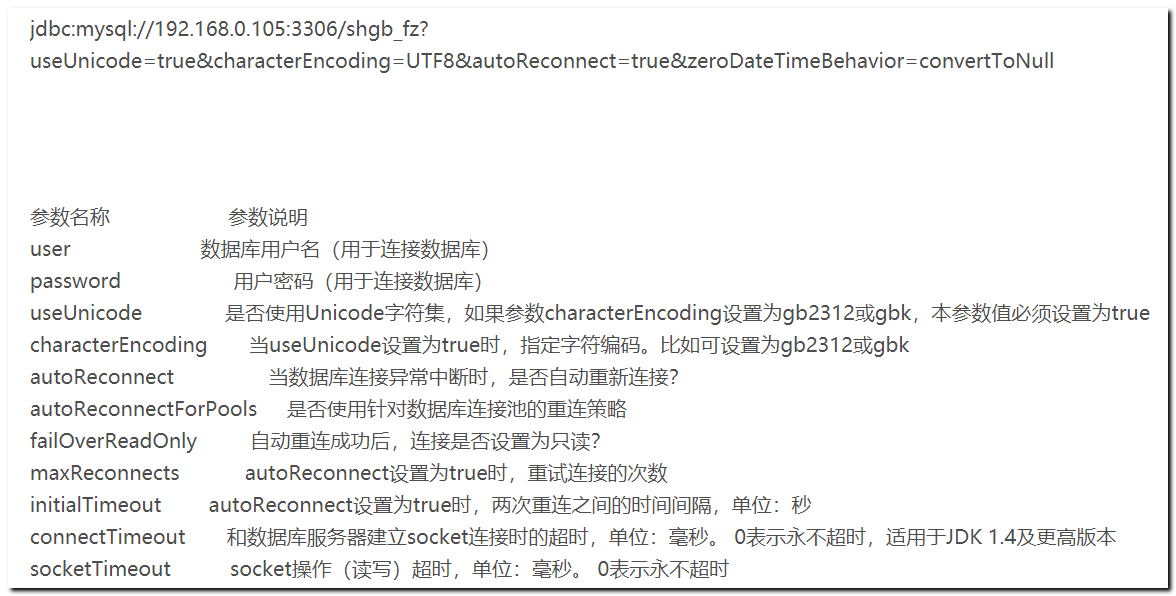 jdbc:mysql://192.168.0.105:3306/shgb_fz?
useUnicode=true&characterEncoding=UTF8&autoReconnect=true&zeroDateTimeBehavior=convertToNull
参数名称 参数说明
user 数据库用户名（用于连接数据库）
password 用户密码（用于连接数据库）
useUnicode 是否使用Unicode字符集，如果参数characterEncoding设置为gb2312或gbk，本参数值必须设置为true
characterEncoding 当useUnicode设置为true时，指定字符编码。比如可设置为gb2312或gbk
autoReconnect 当数据库连接异常中断时，是否自动重新连接？
autoReconnectForPools 是否使用针对数据库连接池的重连策略
failOverReadOnly 自动重连成功后，连接是否设置为只读？
maxReconnects autoReconnect设置为true时，重试连接的次数
initialTimeout autoReconnect设置为true时，两次重连之间的时间间隔，单位：秒
connectTimeout 和数据库服务器建立socket连接时的超时，单位：毫秒。 0表示永不超时，适用于JDK 1.4及更高版本
socketTimeout socket操作（读写）超时，单位：毫秒。 0表示永不超时